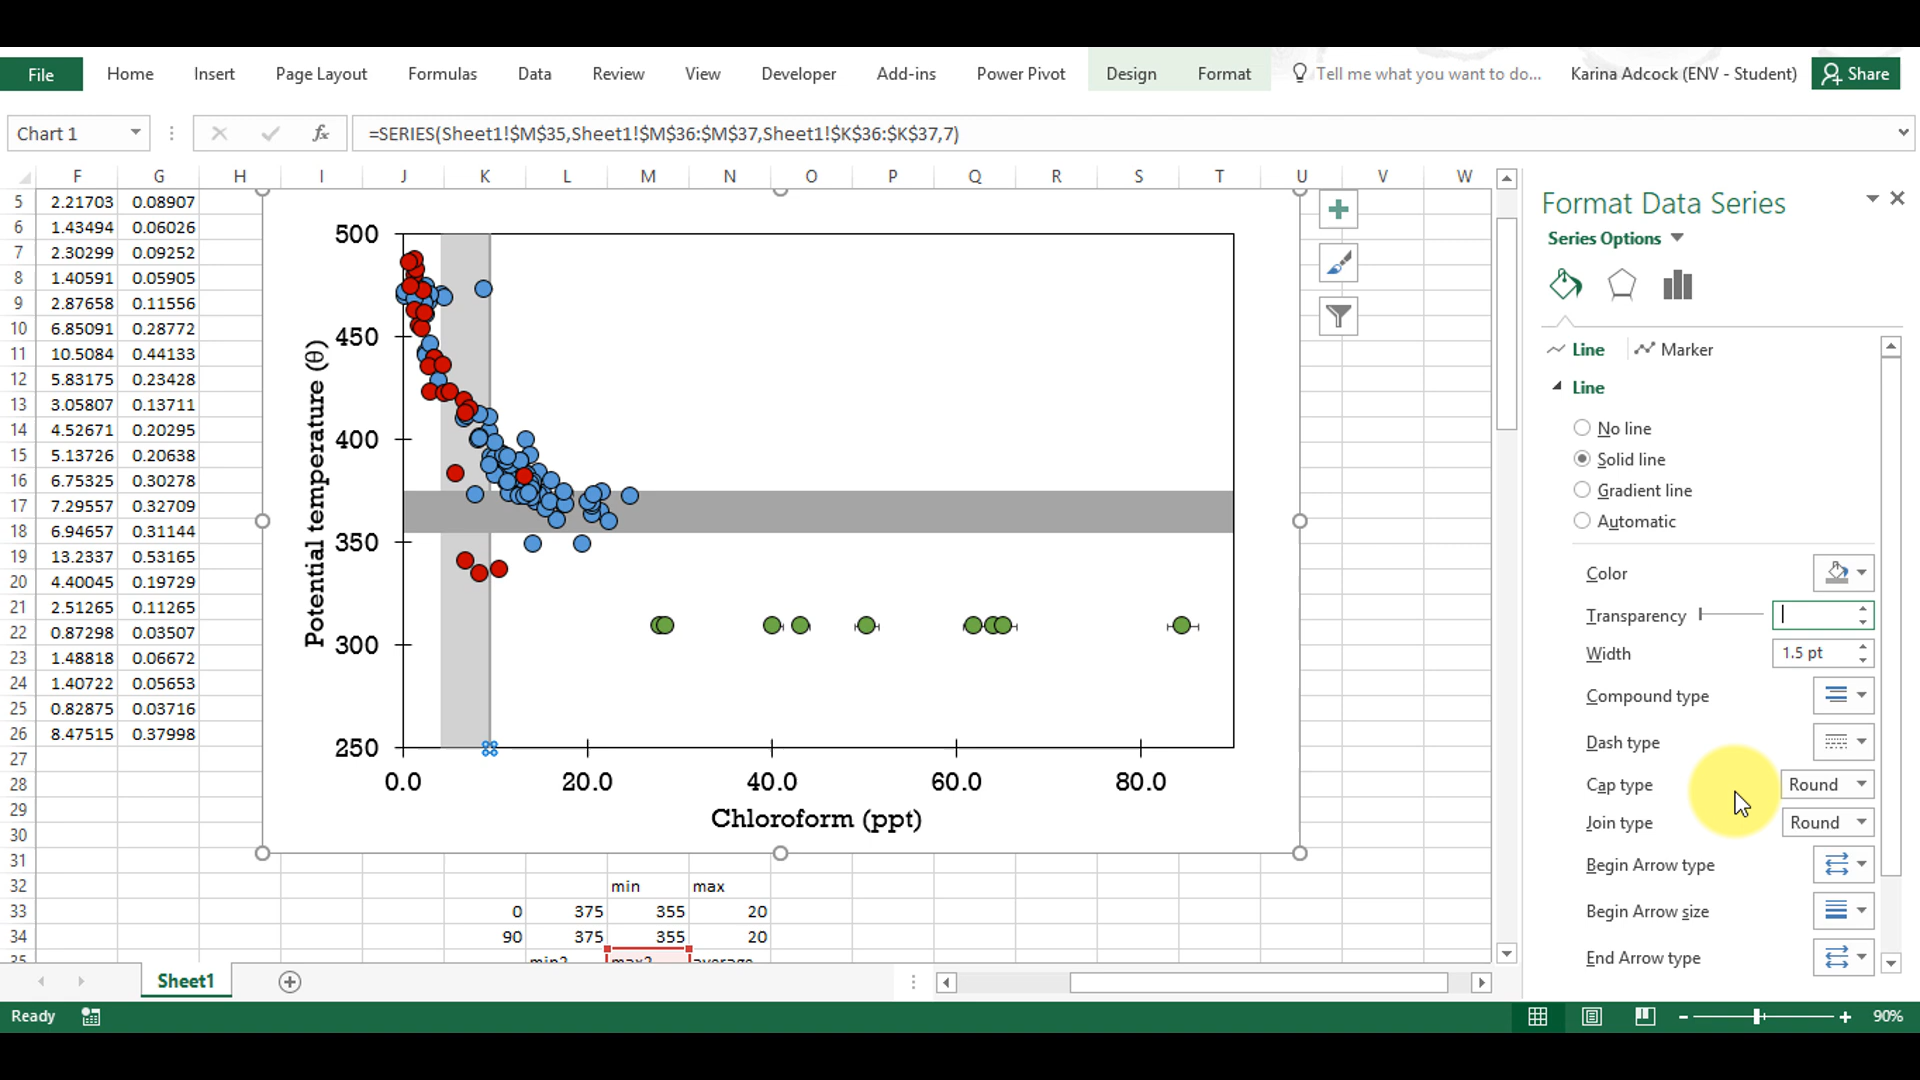 File Home Insert Page Layout Formulas Data Review View Developer Add-ins Power Pivot Design Format Tell me what you want to do... Karina Adcock (ENV - Student) Share
Chart 1 fx =SERIES(Sheet1!$M$35,Sheet1!$M$36:$M$37,Sheet1!$K$36:$K$37,7)
F G H I J K L M N O P Q R S T U V W
5 2.21703 0.08907
6 1.43494 0.06026
7 2.30299 0.09252
8 1.40591 0.05905
9 2.87658 0.11556
10 6.85091 0.28772
11 10.5084 0.44133
12 5.83175 0.23428
13 3.05807 0.13711
14 4.52671 0.20295
15 5.13726 0.20638
16 6.75325 0.30278
17 7.29557 0.32709
18 6.94657 0.31144
19 13.2337 0.53165
20 4.40045 0.19729
21 2.51265 0.11265
22 0.87298 0.03507
23 1.48818 0.06672
24 1.40722 0.05653
25 0.82875 0.03716
26 8.47515 0.37998
27
28
29
30
31
32 min max
33 0 375 355 20
34 90 375 355 20
35 min2 max2 average
Potential temperature (θ)
500
450
400
350
300
250
0.0 20.0 40.0 60.0 80.0
Chloroform (ppt)
Format Data Series
Series Options
Line Marker
Line
No line
Solid line
Gradient line
Automatic
Color
Transparency
Width 1.5 pt
Compound type
Dash type
Cap type Round
Join type Round
Begin Arrow type
Begin Arrow size
End Arrow type
Sheet1
Ready 90%